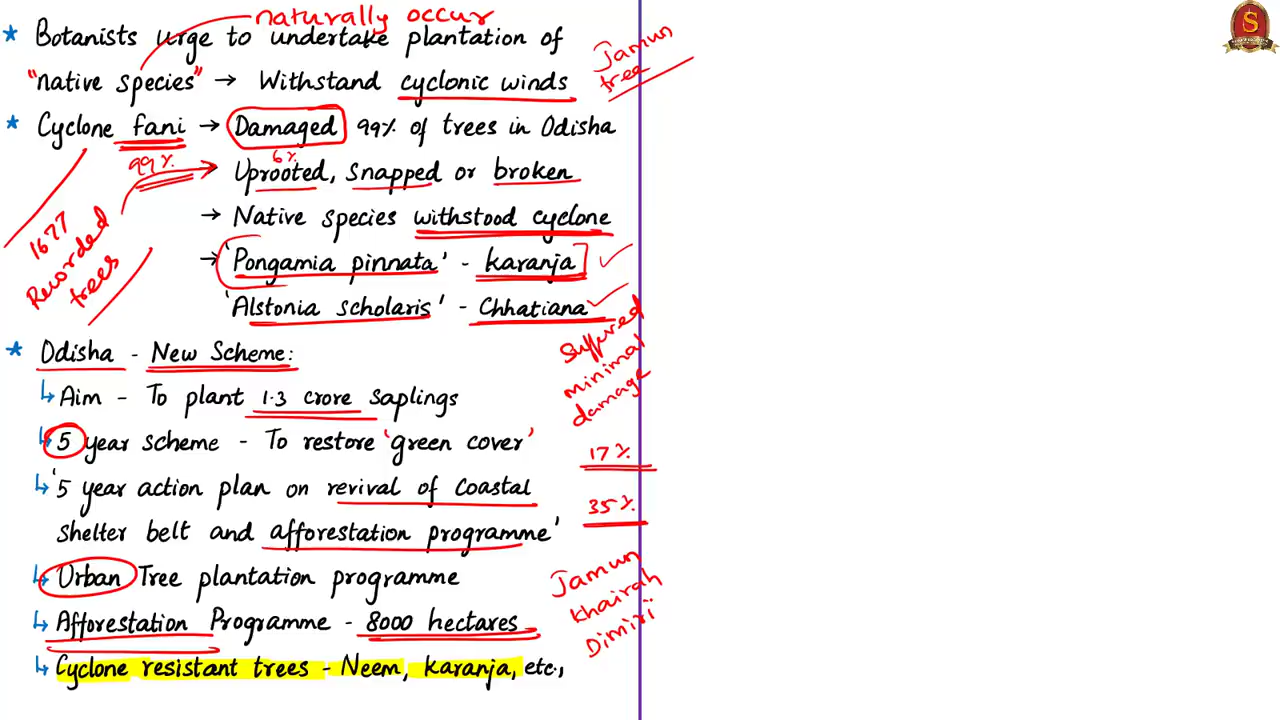 naturally occur
* Botanists urge to undertake plantation of
"native species" → Withstand cyclonic winds
Jamun
tree
* Cyclone fani → Damaged 99% of trees in Odisha
99%
6%
→ Uprooted, snapped or broken
→ Native species withstood cyclone
1677
Recorded
trees
→ 'Pongamia pinnata' - karanja
'Alstonia scholaris' - Chhatiana
Suffured
minimal
damage
* Odisha - New Scheme:
↳ Aim - To plant 1.3 crore saplings
↳ 5 year scheme - To restore 'green cover'
17%
↳ '5 year action plan on revival of coastal
35%
shelter belt and afforestation programme'
↳ Urban Tree plantation programme
Jamun
khairah
Dimiri
↳ Afforestation Programme - 8000 hectares
↳ Cyclone resistant trees - Neem, karanja, etc.,
S